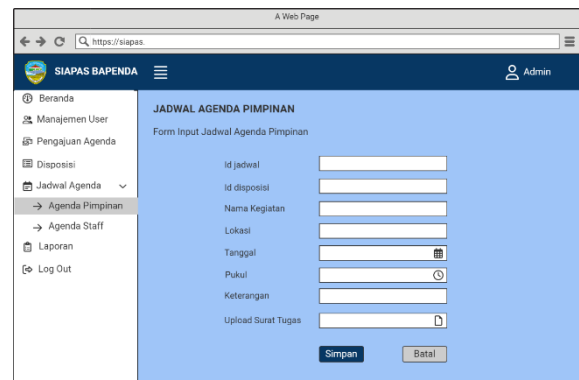 A Web Page
https://siapas.
SIAPAS BAPENDA
Admin
Beranda
Manajemen User
Pengajuan Agenda
Disposisi
Jadwal Agenda
Agenda Pimpinan
Agenda Staff
Laporan
Log Out
JADWAL AGENDA PIMPINAN
Form Input Jadwal Agenda Pimpinan
Id jadwal
Id disposisi
Nama Kegiatan
Lokasi
Tanggal
Pukul
Keterangan
Upload Surat Tugas
Simpan Batal